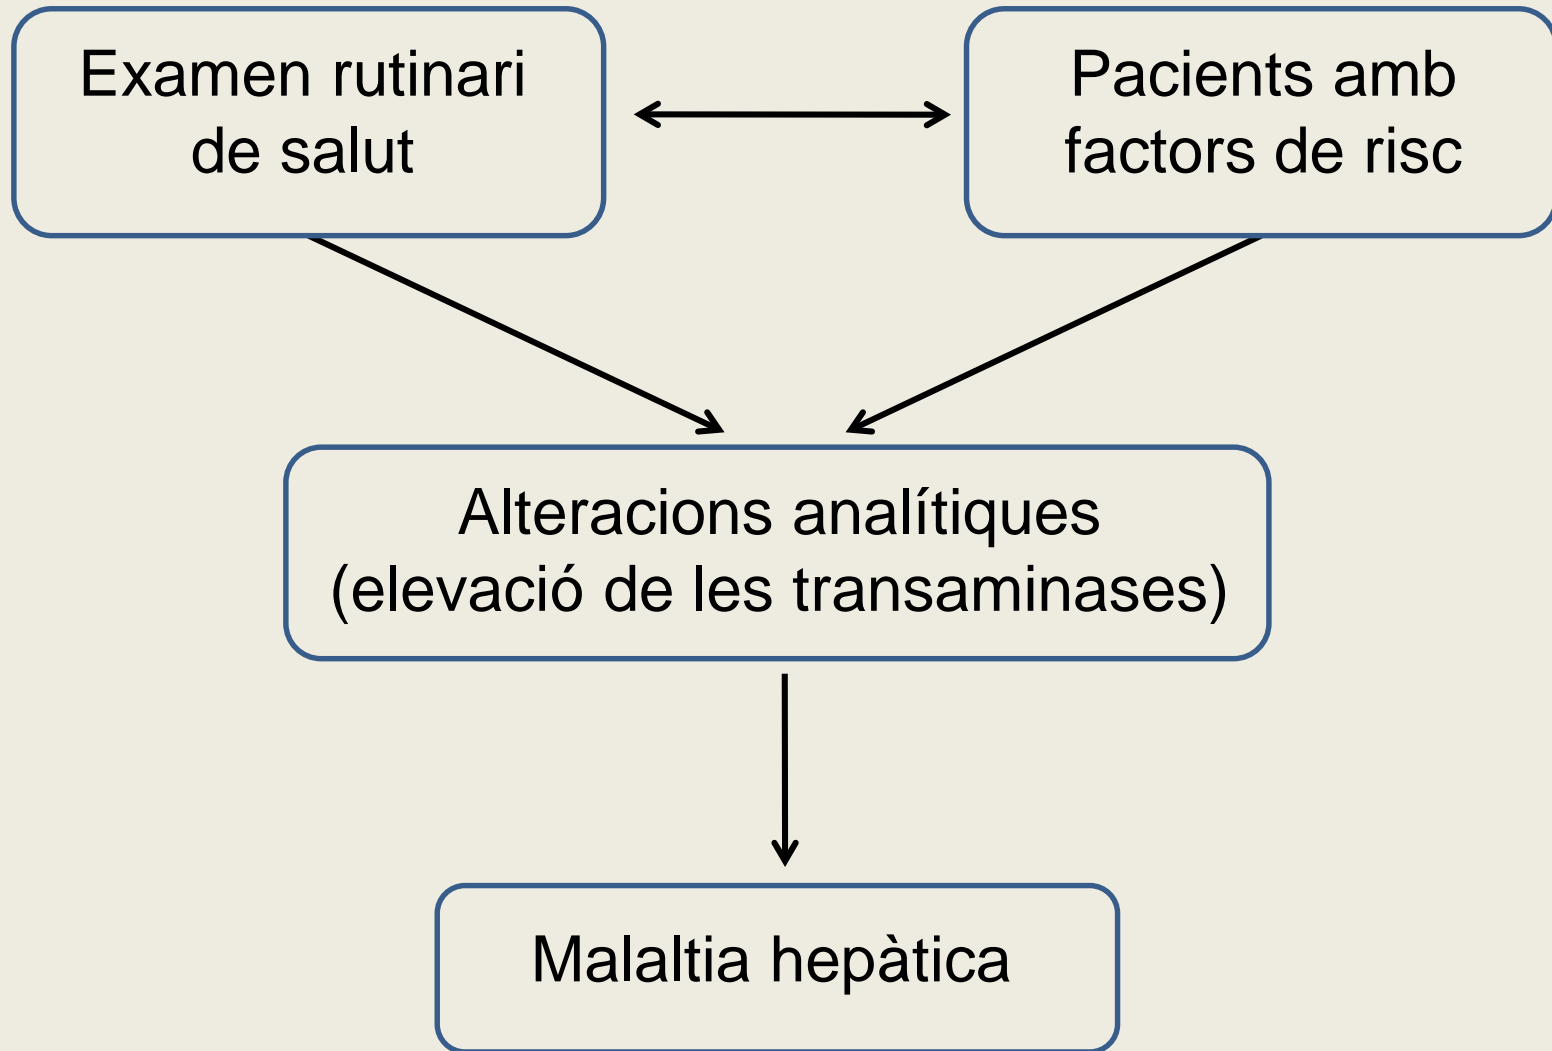 Examen rutinari
de salut
Pacients amb
factors de risc
Alteracions analítiques
(elevació de les transaminases)
Malaltia hepàtica